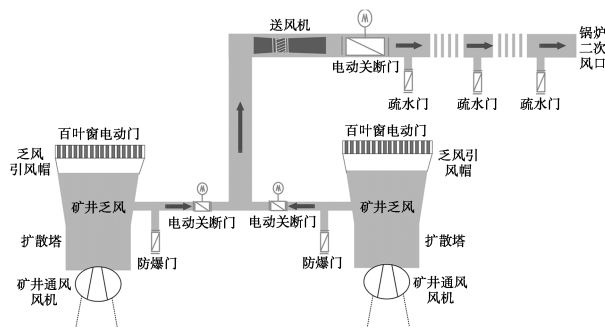 送风机
M
锅炉
二次
风口
电动关断门
疏水门
疏水门
疏水门
百叶窗电动门
乏风
引风帽
矿井乏风
M
电动关断门
扩散塔
防爆门
矿井通风
风机
百叶窗电动门
乏风引
风帽
M
电动关断门
矿井乏风
扩散塔
防爆门
矿井通风
风机